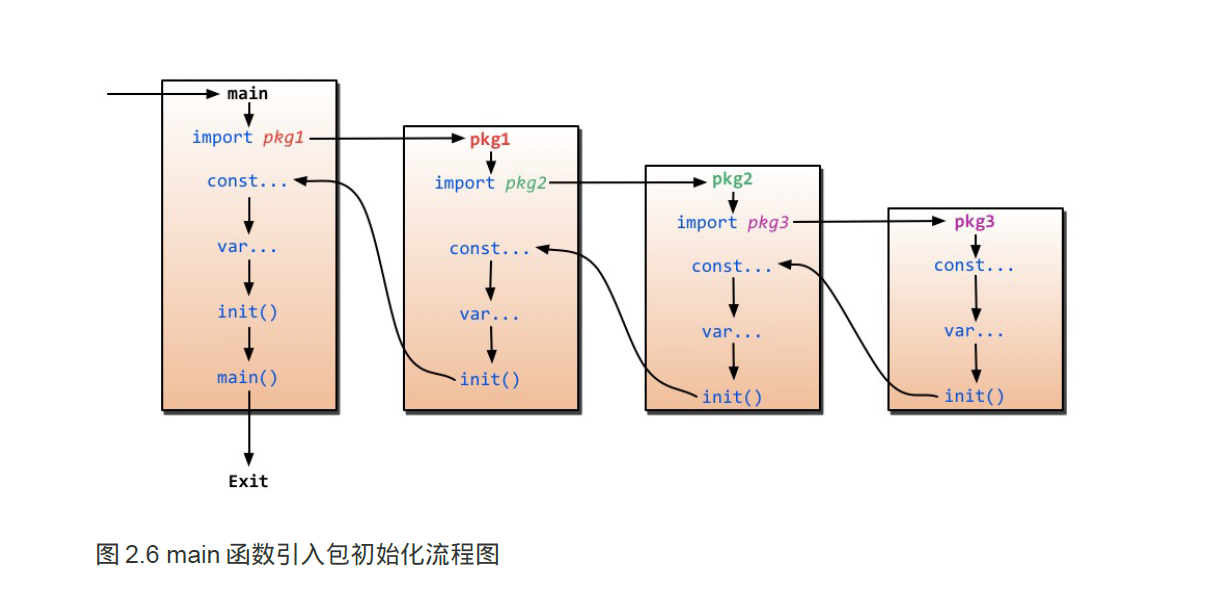 main
import pkg1
const...
var...
init()
main()
Exit
pkg1
import pkg2
const...
var...
init()
pkg2
import pkg3
const...
var...
init()
pkg3
const...
var...
init()
图 2.6 main 函数引入包初始化流程图